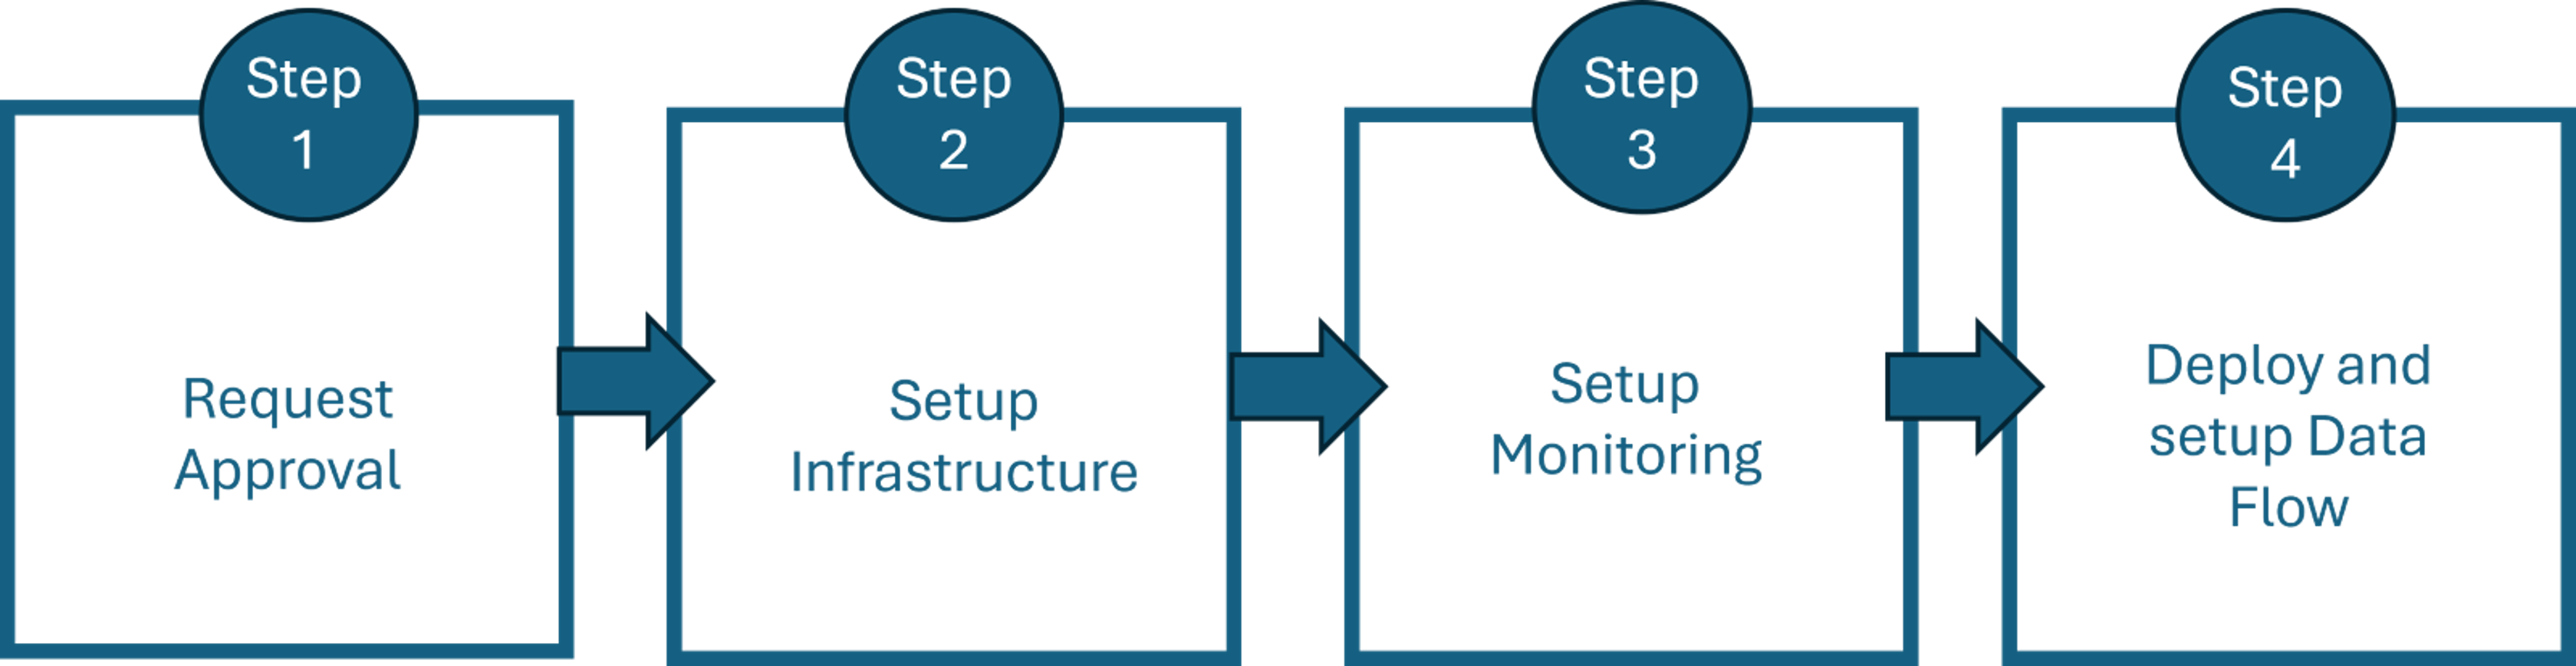 Step
1
Request
Approval
Step
2
Setup
Infrastructure
Step
3
Setup
Monitoring
Step
4
Deploy and
setup Data
Flow